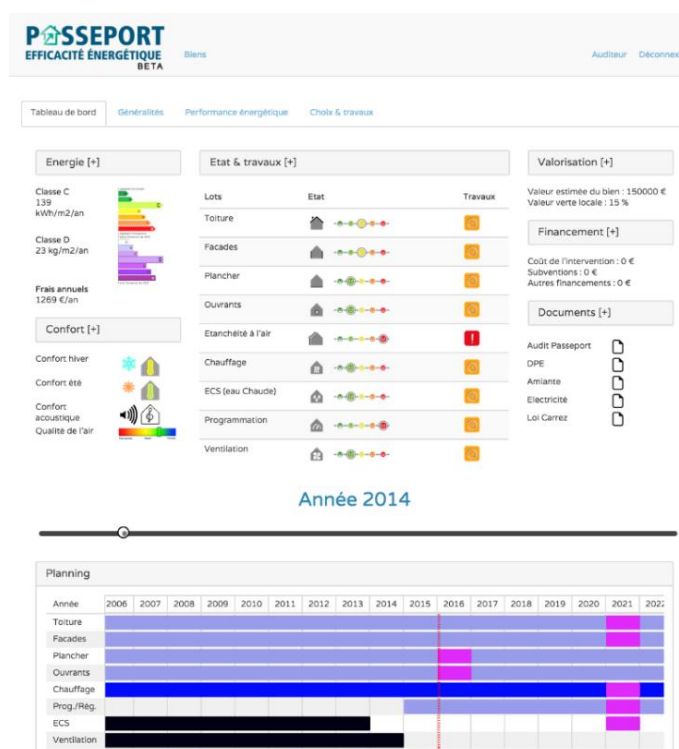 PASSEPORT
EFFICACITÉ ÉNERGÉTIQUE
BETA
Biens
Auditeur Déconnex
Tableau de bord Généralités Performance énergétique Choix & travaux
Energie [+]
Classe C
139
kWh/m2/an
Classe D
23 kg/m2/an
Frais annuels
1269 €/an
Confort [+]
Confort hiver
Confort été
Confort
acoustique
Qualité de l'air
Etat & travaux [+]
Lots Etat Travaux
Toiture
Facades
Plancher
Ouvrants
Etanchéité à l'air
Chauffage
ECS (eau Chaude)
Programmation
Ventilation
Valorisation [+]
Valeur estimée du bien : 150000 €
Valeur verte locale : 15 %
Financement [+]
Coût de l'intervention : 0 €
Subventions : 0 €
Autres financements : 0 €
Documents [+]
Audit Passeport
DPE
Amiante
Electricité
Loi Carrez
Année 2014
Planning
Année 2006 2007 2008 2009 2010 2011 2012 2013 2014 2015 2016 2017 2018 2019 2020 2021 2022
Toiture
Facades
Plancher
Ouvrants
Chauffage
Prog./Rég.
ECS
Ventilation